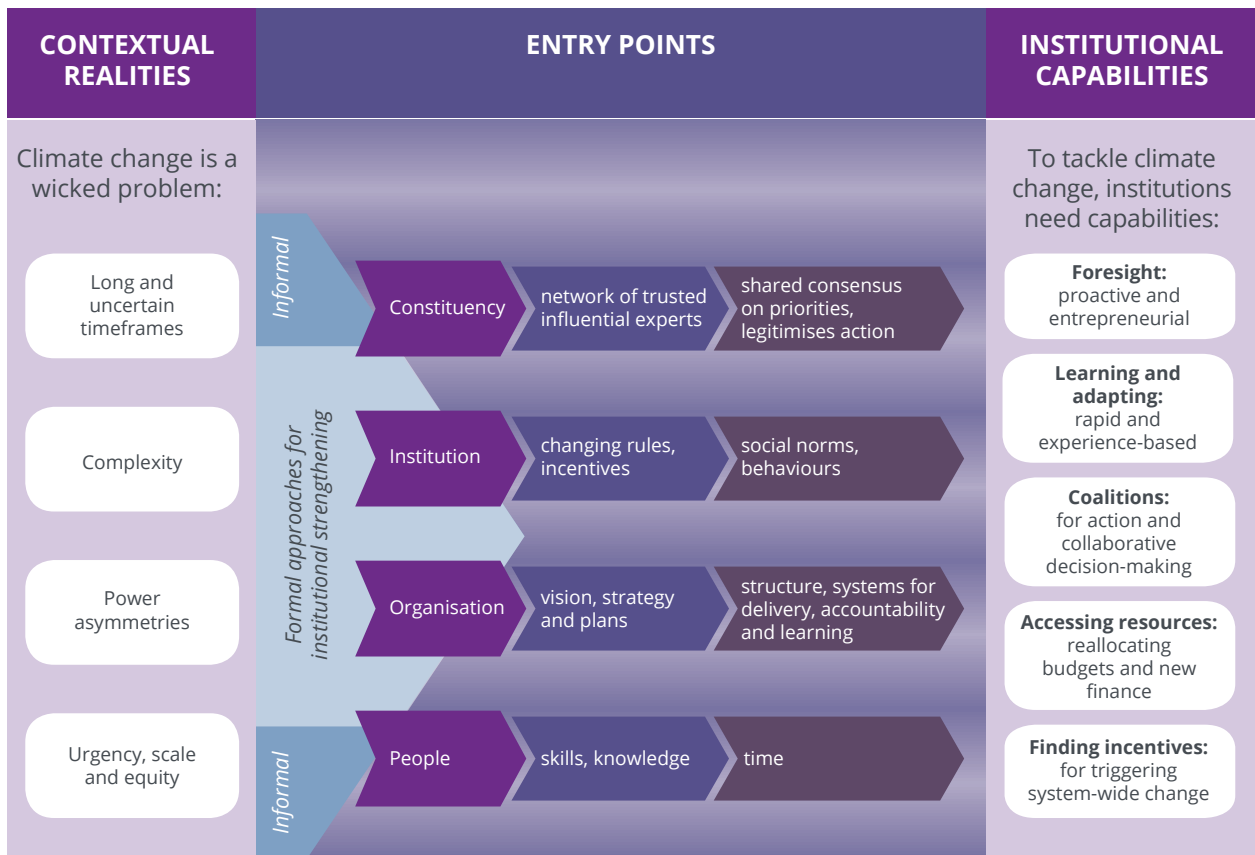 CONTEXTUAL
REALITIES
ENTRY POINTS
INSTITUTIONAL
CAPABILITIES
Climate change is a
wicked problem:
Long and
uncertain
timeframes
Complexity
Power
asymmetries
Urgency, scale
and equity
Informal
Formal approaches for
institutional strengthening
Informal
Constituency
network of trusted
influential experts
shared consensus
on priorities,
legitimises action
Institution
changing rules,
incentives
social norms,
behaviours
Organisation
vision, strategy
and plans
structure, systems for
delivery, accountability
and learning
People
skills, knowledge
time
To tackle climate
change, institutions
need capabilities:
Foresight:
proactive and
entrepreneurial
Learning and
adapting:
rapid and
experience-based
Coalitions:
for action and
collaborative
decision-making
Accessing resources:
reallocating
budgets and new
finance
Finding incentives:
for triggering
system-wide change